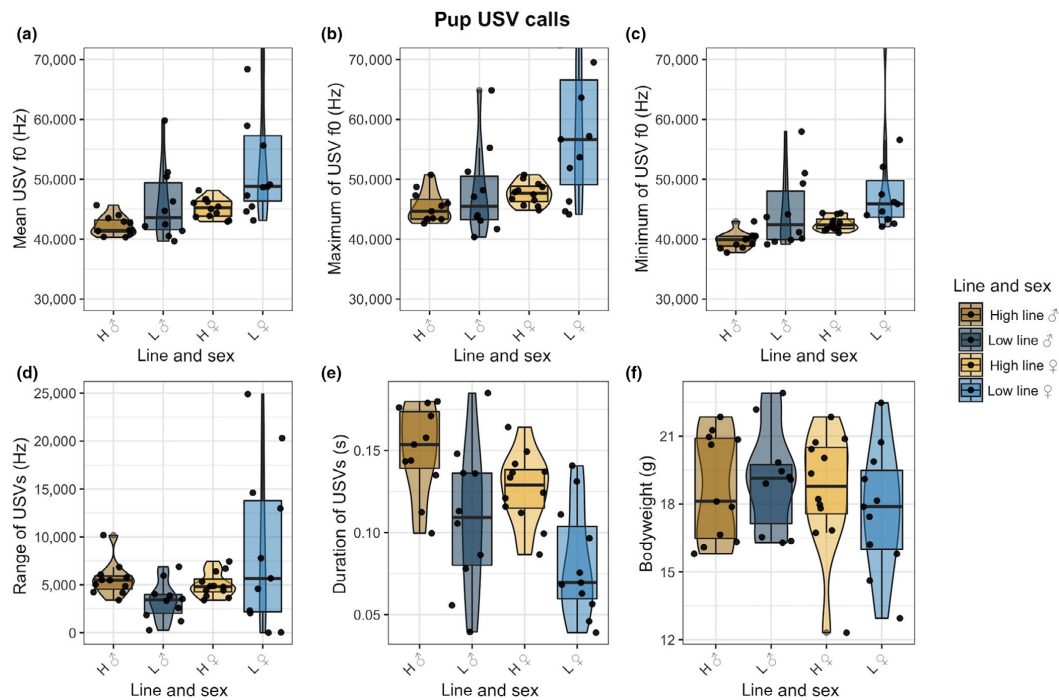 Pup USV calls
(a)
Mean USV f0 (Hz)
70,000
60,000
50,000
40,000
30,000
H♂
L♂
H♀
L♀
Line and sex
(b)
Maximum of USV f0 (Hz)
70,000
60,000
50,000
40,000
30,000
H♂
L♂
H♀
L♀
Line and sex
(c)
Minimum of USV f0 (Hz)
70,000
60,000
50,000
40,000
30,000
H♂
L♂
H♀
L♀
Line and sex
Line and sex
High line ♂
Low line ♂
High line ♀
Low line ♀
(d)
Range of USVs (Hz)
25,000
20,000
15,000
10,000
5,000
0
H♂
L♂
H♀
L♀
Line and sex
(e)
Duration of USVs (s)
0.15
0.10
0.05
H♂
L♂
H♀
L♀
Line and sex
(f)
Bodyweight (g)
21
18
15
12
H♂
L♂
H♀
L♀
Line and sex